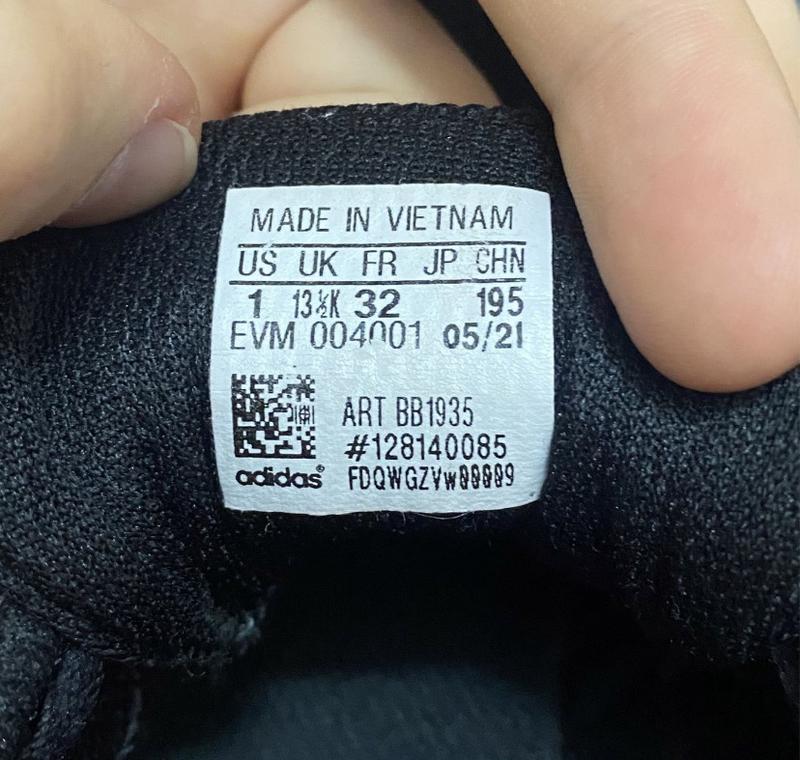 MADE IN VIETNAM
US UK FR JP CHN
1 13½K 32 195
EVM 004001 05/21
ART BB1935
#128140085
adidas® FDQWGZVw00009